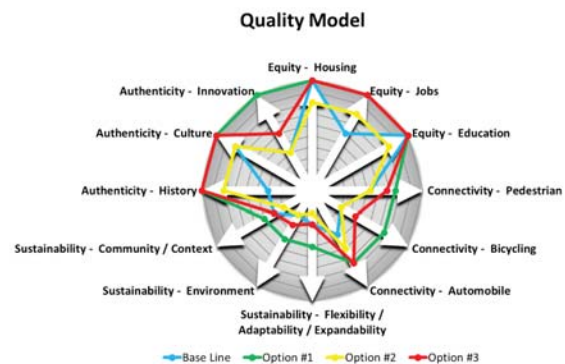 Quality Model
Equity - Housing
Authenticity - Innovation
Equity - Jobs
Authenticity - Culture
Equity - Education
Authenticity - History
Connectivity - Pedestrian
Sustainability - Community / Context
Connectivity - Bicycling
Sustainability - Environment
Connectivity - Automobile
Sustainability - Flexibility /
Adaptability / Expandability
Base Line
Option #1
Option #2
Option #3